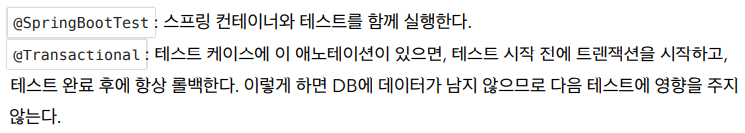 @SpringBootTest : 스프링 컨테이너와 테스트를 함께 실행한다.
@Transactional : 테스트 케이스에 이 애노테이션이 있으면, 테스트 시작 전에 트랜잭션을 시작하고,
테스트 완료 후에 항상 롤백한다. 이렇게 하면 DB에 데이터가 남지 않으므로 다음 테스트에 영향을 주지
않는다.